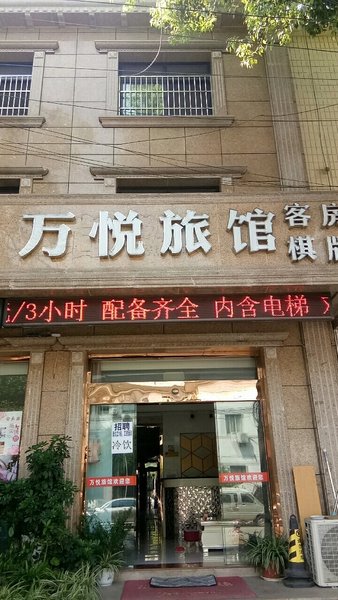 万悦旅馆
客房
棋牌
/3小时 配备齐全 内含电梯
招聘
冷饮
万悦旅馆欢迎您
万悦旅馆欢迎您